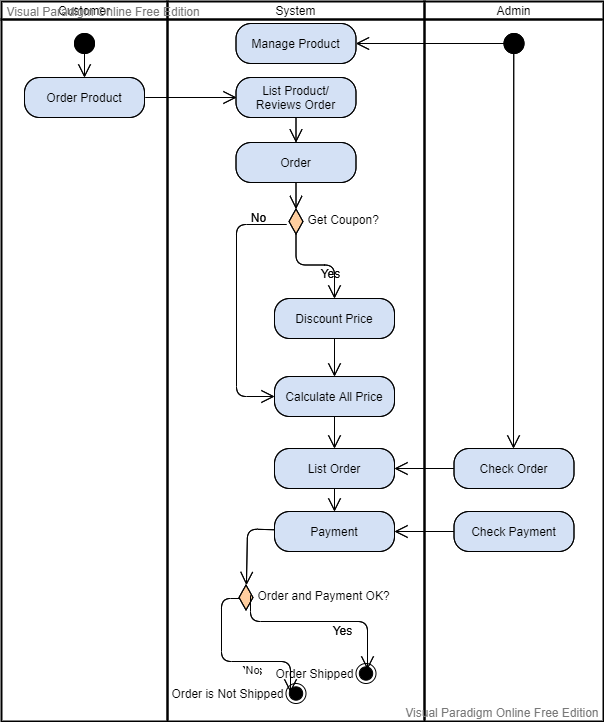 Visual Paradigm Online Free Edition
Customer
System
Admin
Manage Product
Order Product
List Product/
Reviews Order
Order
Get Coupon?
No
Yes
Discount Price
Calculate All Price
List Order
Check Order
Payment
Check Payment
Order and Payment OK?
Yes
'No;
Order Shipped
Order is Not Shipped
Visual Paradigm Online Free Edition